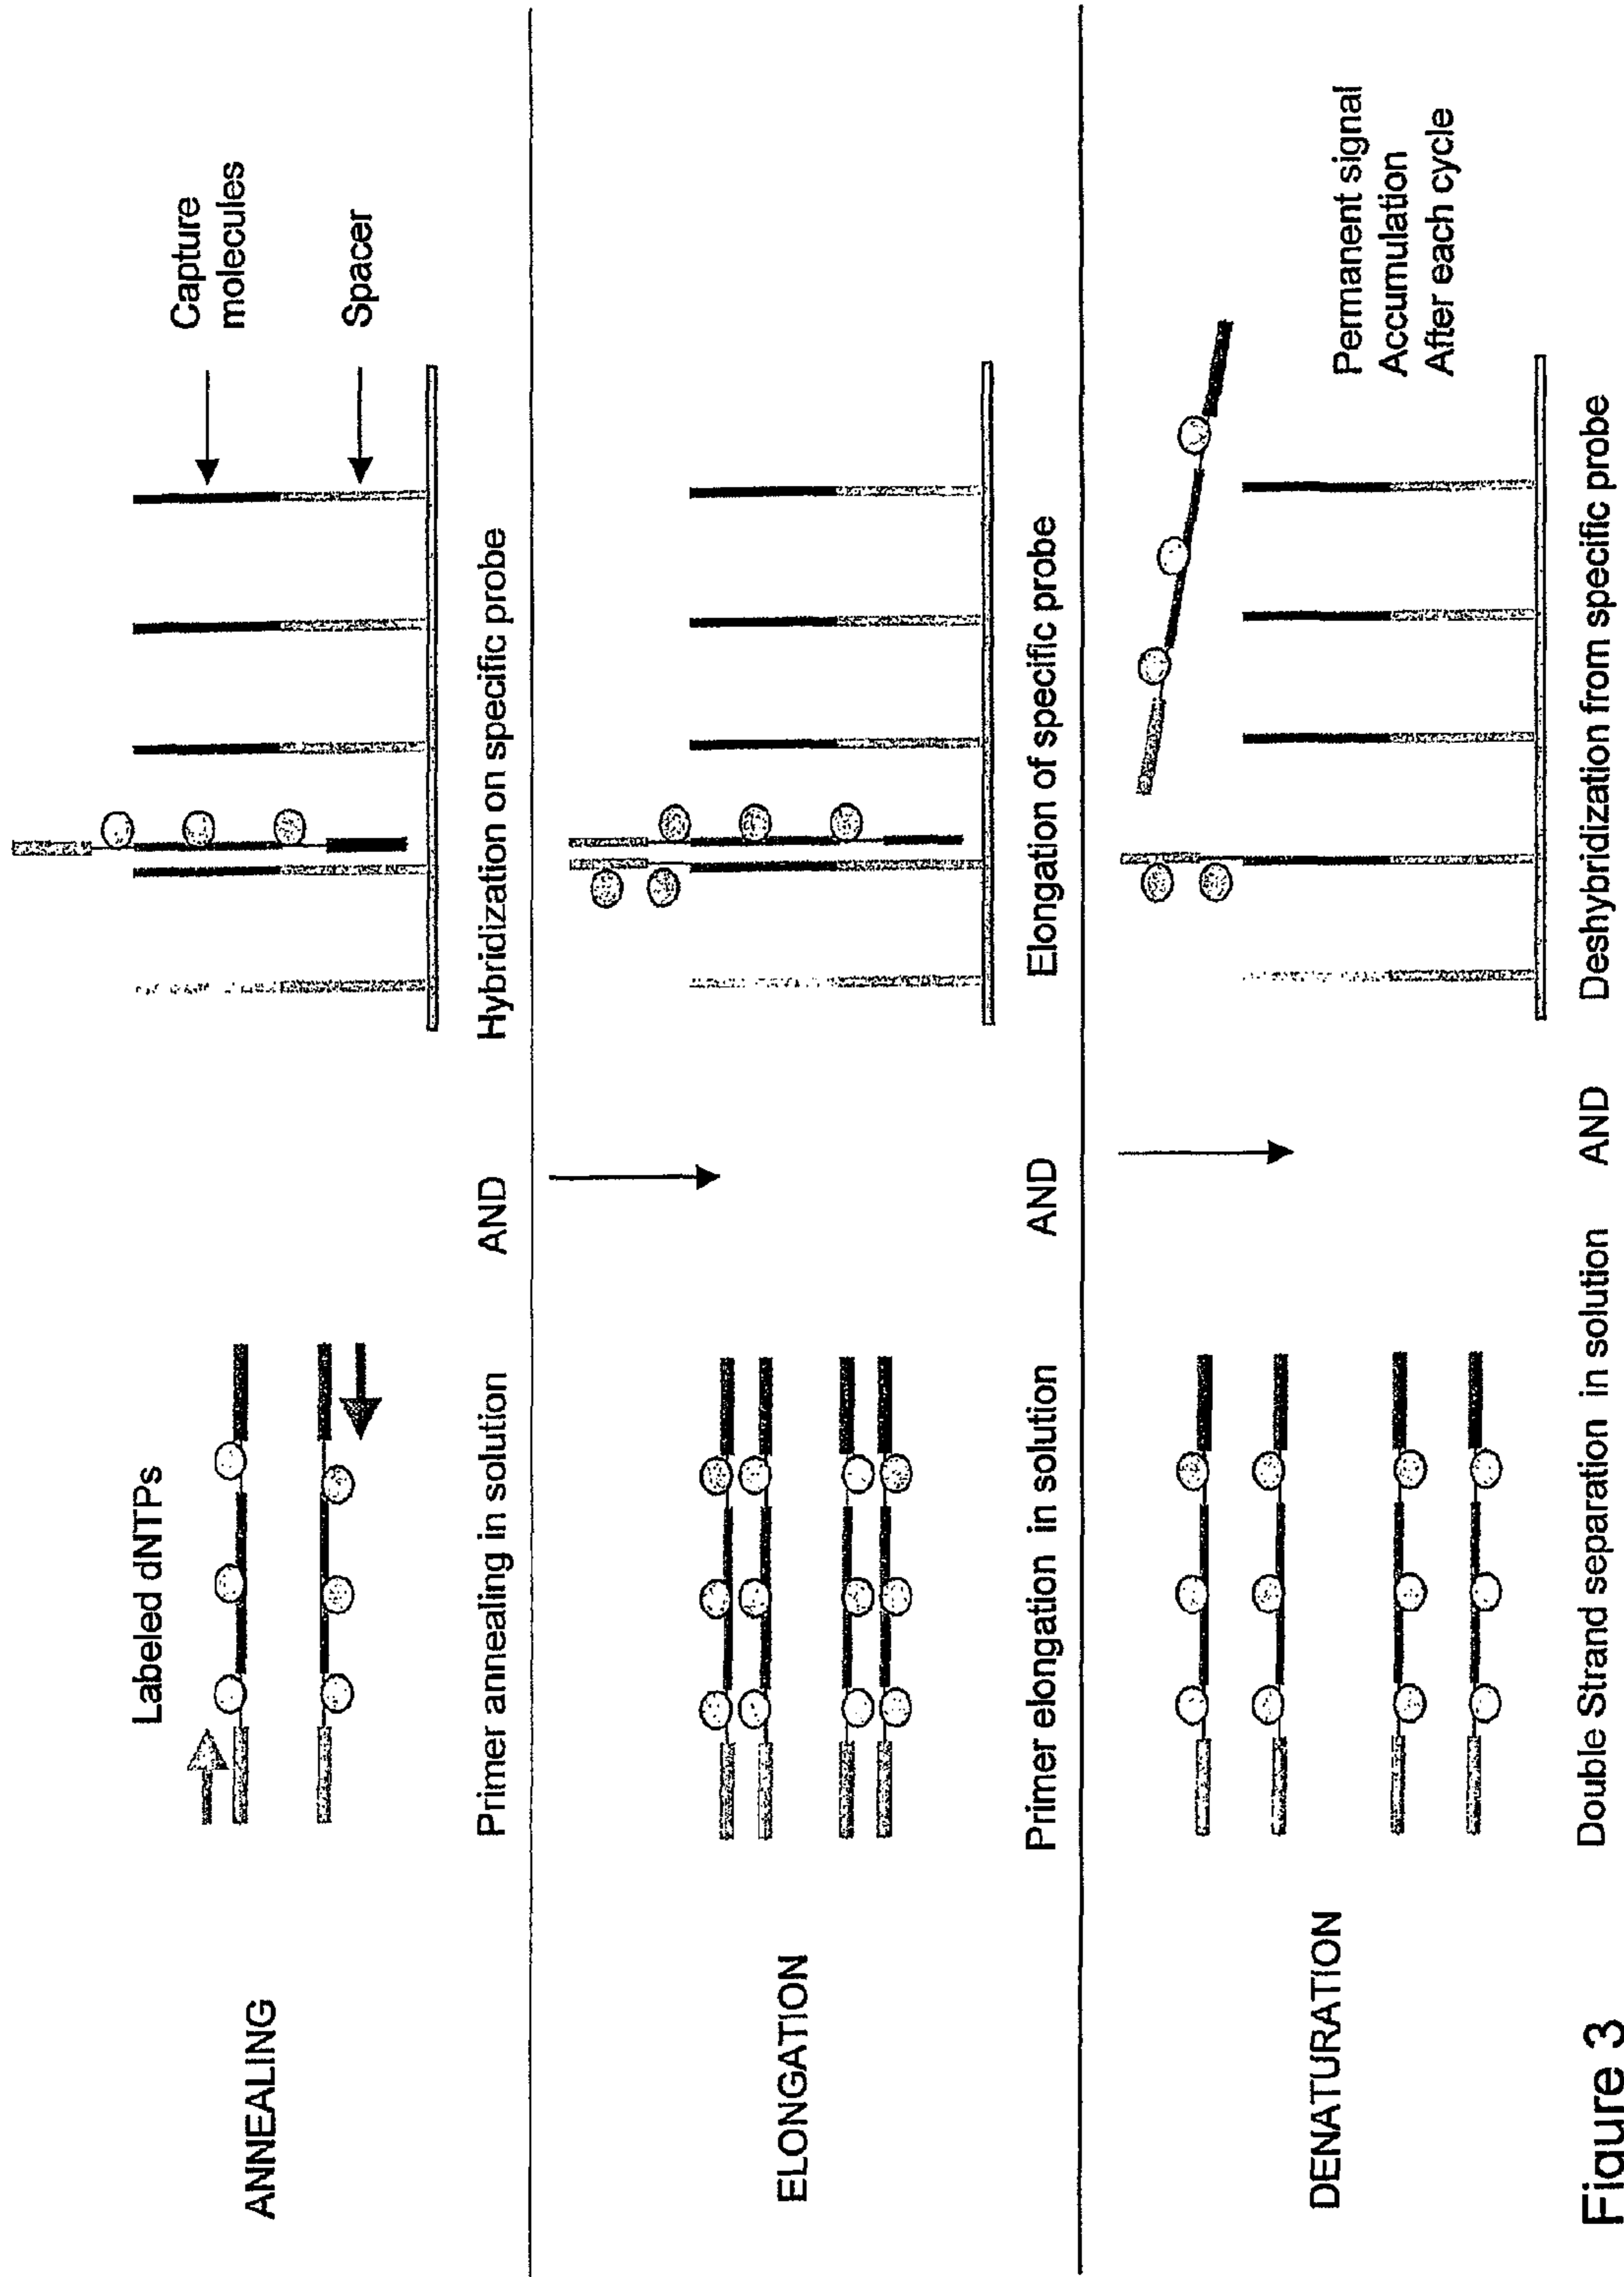 ANNEALING
Labeled dNTPs
Capture
molecules
Spacer
Primer annealing in solution AND Hybridization on specific probe
ELONGATION
Primer elongation in solution AND Elongation of specific probe
DENATURATION
Permanent signal
Accumulation
After each cycle
Double Strand separation in solution AND Deshybridization from specific probe
Figure 3